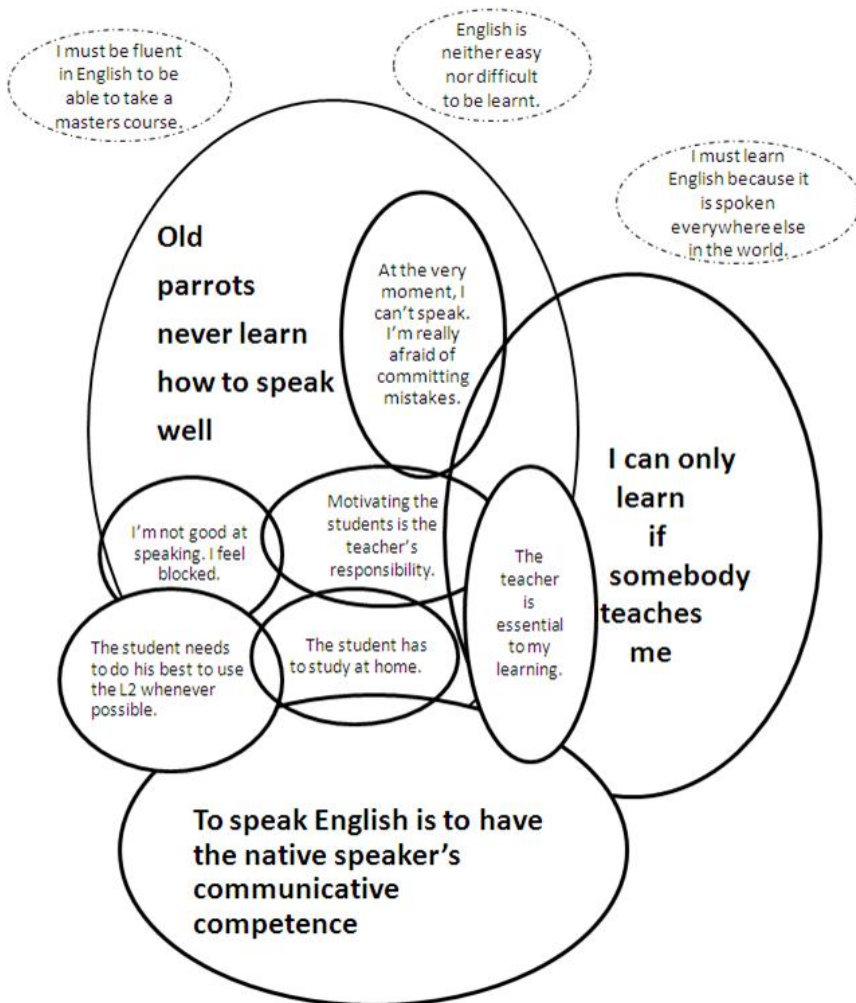 I must be fluent
in English to be
able to take a
masters course.
English is
neither easy
nor difficult
to be learnt.
I must learn
English because it
is spoken
everywhere else
in the world.
Old
parrots
never learn
how to speak
well
At the very
moment, I
can't speak.
I'm really
afraid of
committing
mistakes.
I can only
learn
if
somebody
teaches
me
I'm not good at
speaking. I feel
blocked.
Motivating the
students is the
teacher's
responsibility.
The
teacher
is
essential
to my
learning.
The student needs
to do his best to use
the L2 whenever
possible.
The student has
to study at home.
To speak English is to have
the native speaker's
communicative
competence